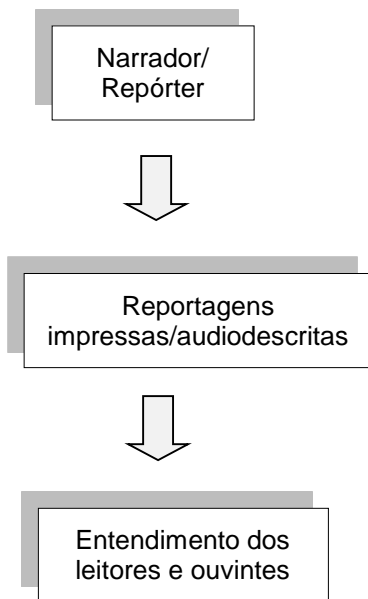 Narrador/
Repórter
Reportagens
impressas/audiodescritas
Entendimento dos
leitores e ouvintes